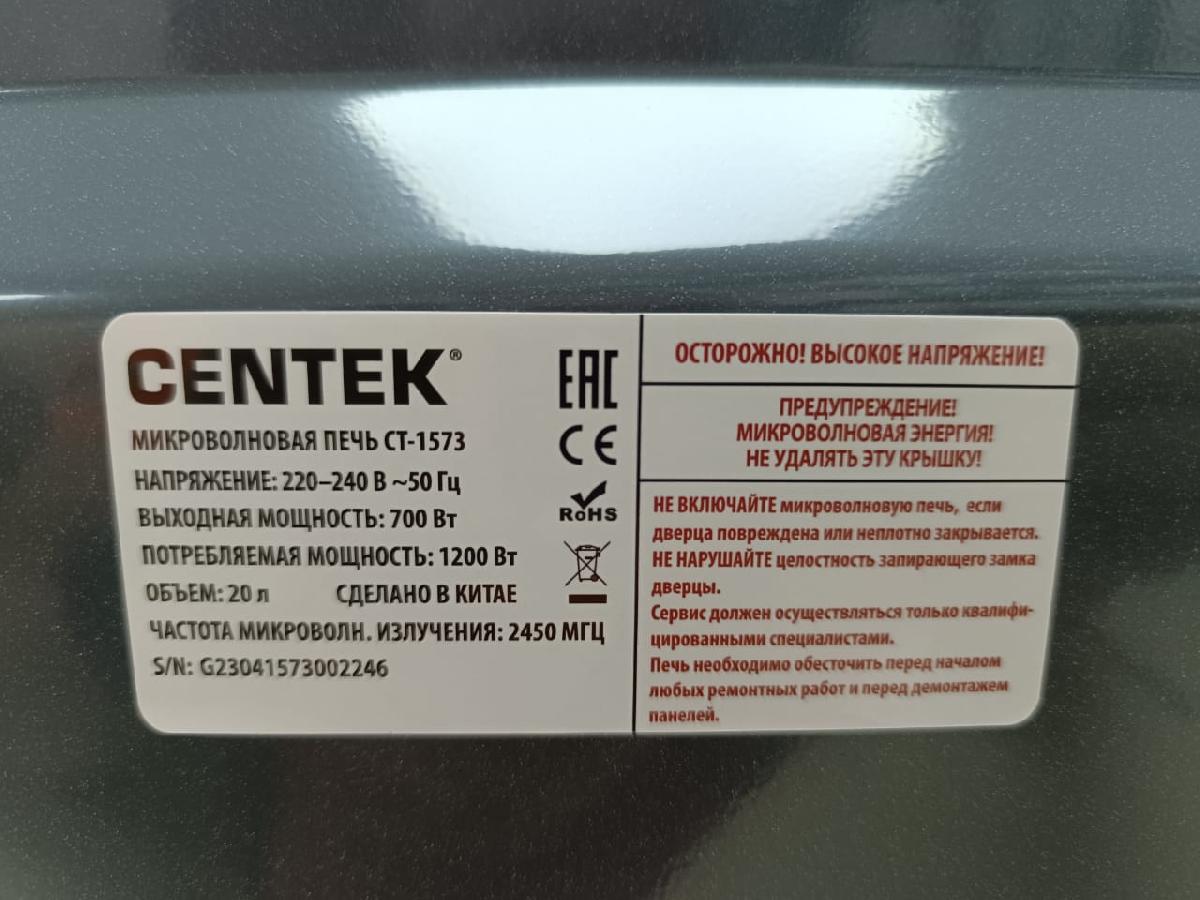 CENTEK®
МИКРОВОЛНОВАЯ ПЕЧЬ CT-1573
НАПРЯЖЕНИЕ: 220–240 В ~50 Гц
ВЫХОДНАЯ МОЩНОСТЬ: 700 Вт
ПОТРЕБЛЯЕМАЯ МОЩНОСТЬ: 1200 Вт
ОБЪЕМ: 20 л СДЕЛАНО В КИТАЕ
ЧАСТОТА МИКРОВОЛН. ИЗЛУЧЕНИЯ: 2450 МГЦ
S/N: G23041573002246
EAC
CE
RoHS
ОСТОРОЖНО! ВЫСОКОЕ НАПРЯЖЕНИЕ!
ПРЕДУПРЕЖДЕНИЕ!
МИКРОВОЛНОВАЯ ЭНЕРГИЯ!
НЕ УДАЛЯТЬ ЭТУ КРЫШКУ!
НЕ ВКЛЮЧАЙТЕ микроволновую печь, если
дверца повреждена или неплотно закрывается.
НЕ НАРУШАЙТЕ целостность запирающего замка
дверцы.
Сервис должен осуществляться только квалифи-
цированными специалистами.
Печь необходимо обесточить перед началом
любых ремонтных работ и перед демонтажем
панелей.